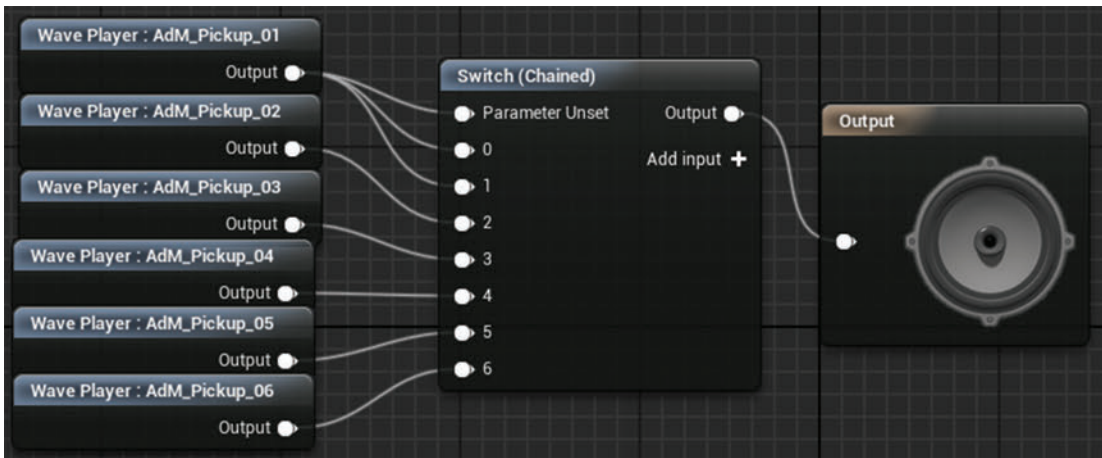 Wave Player : AdM_Pickup_01
Output
Wave Player : AdM_Pickup_02
Output
Wave Player : AdM_Pickup_03
Output
Wave Player : AdM_Pickup_04
Output
Wave Player : AdM_Pickup_05
Output
Wave Player : AdM_Pickup_06
Output
Switch (Chained)
Parameter Unset Output
0 Add input +
1
2
3
4
5
6
Output